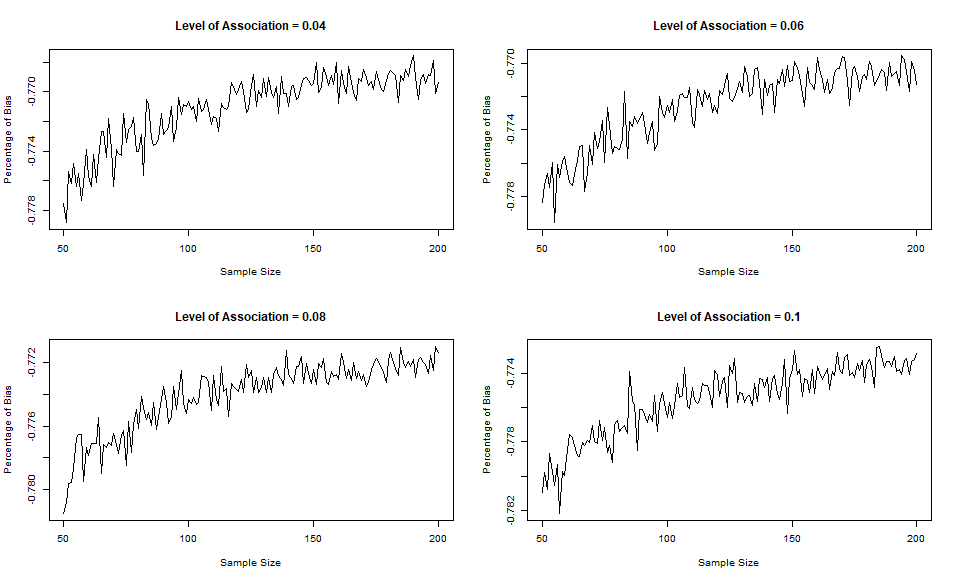 Level of Association = 0.04
Percentage of Bias
-0.770
-0.774
-0.778
50 100 150 200
Sample Size
Level of Association = 0.06
Percentage of Bias
-0.770
-0.774
-0.778
50 100 150 200
Sample Size
Level of Association = 0.08
Percentage of Bias
-0.772
-0.776
-0.780
50 100 150 200
Sample Size
Level of Association = 0.1
Percentage of Bias
-0.774
-0.778
-0.782
50 100 150 200
Sample Size